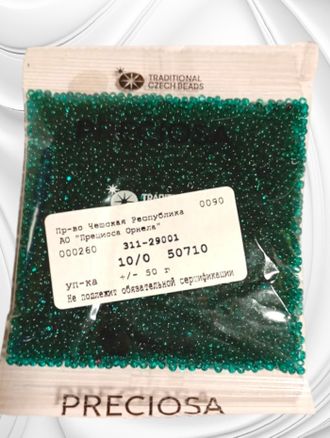 TRADITIONAL
CZECH BEADS
PRECIOSA
Пр-во Чешская Республика
АО "Прецисса Орнела"
0090
000260
311-29001
10/0 50710
уп-ка +/- 50 г
Не подлежит обязательной сертификации
PRECIOSA